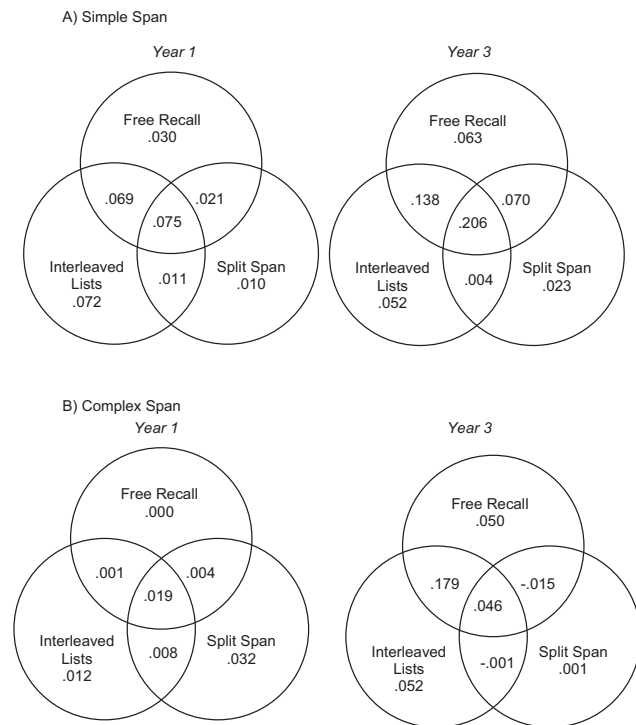 A) Simple Span
Year 1
Year 3
Free Recall
.030
Free Recall
.063
.069
.021
.138
.070
.075
.206
Interleaved
Lists
.072
.011
Split Span
.010
Interleaved
Lists
.052
.004
Split Span
.023
B) Complex Span
Year 1
Year 3
Free Recall
.000
Free Recall
.050
.001
.004
.179
-.015
.019
.046
Interleaved
Lists
.012
.008
Split Span
.032
Interleaved
Lists
.052
-.001
Split Span
.001